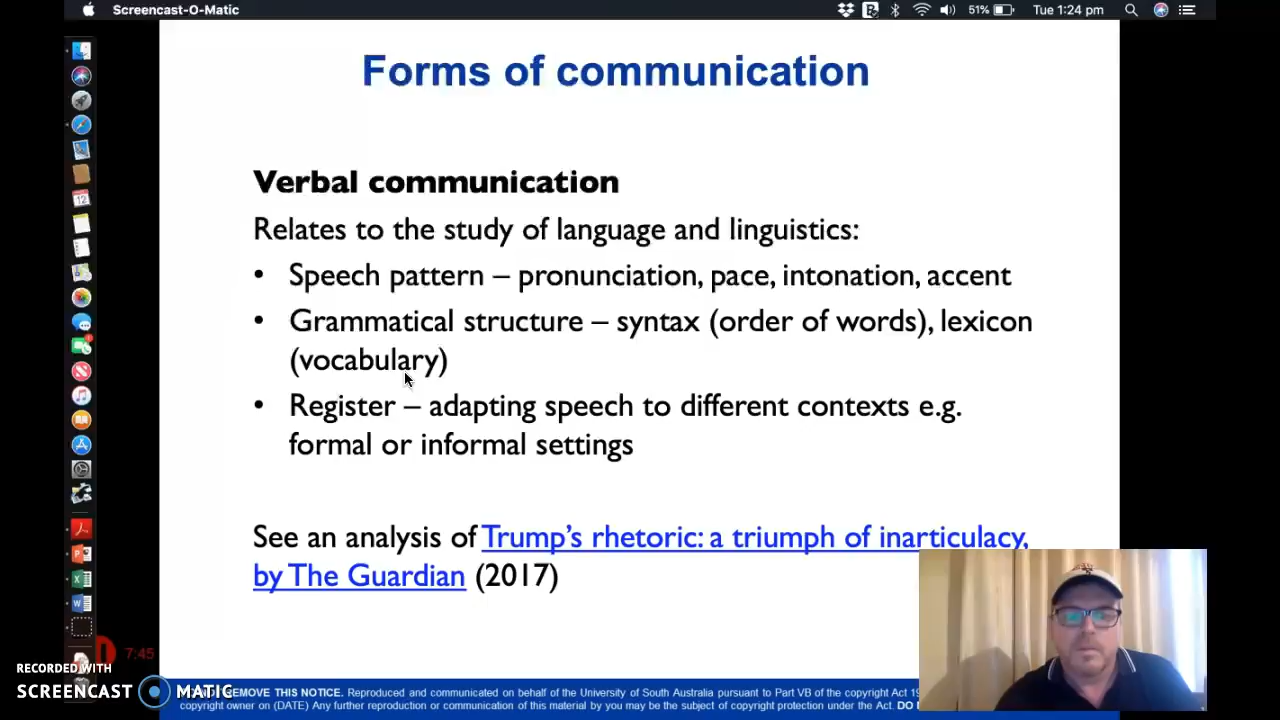 Screencast-O-Matic
51%
Tue 1:24 pm
Forms of communication
Verbal communication
Relates to the study of language and linguistics:
• Speech pattern – pronunciation, pace, intonation, accent
• Grammatical structure – syntax (order of words), lexicon
(vocabulary)
• Register – adapting speech to different contexts e.g.
formal or informal settings
See an analysis of Trump's rhetoric: a triumph of inarticulacy,
by The Guardian (2017)
7:45
RECORDED WITH
SCREENCAST MATIC
REMOVE THIS NOTICE. Reproduced and communicated on behalf of the University of South Australia pursuant to Part VB of the copyright Act 19
copyright owner on (DATE) Any further reproduction or communication of this material by you may be the subject of copyright protection under the Act. DO